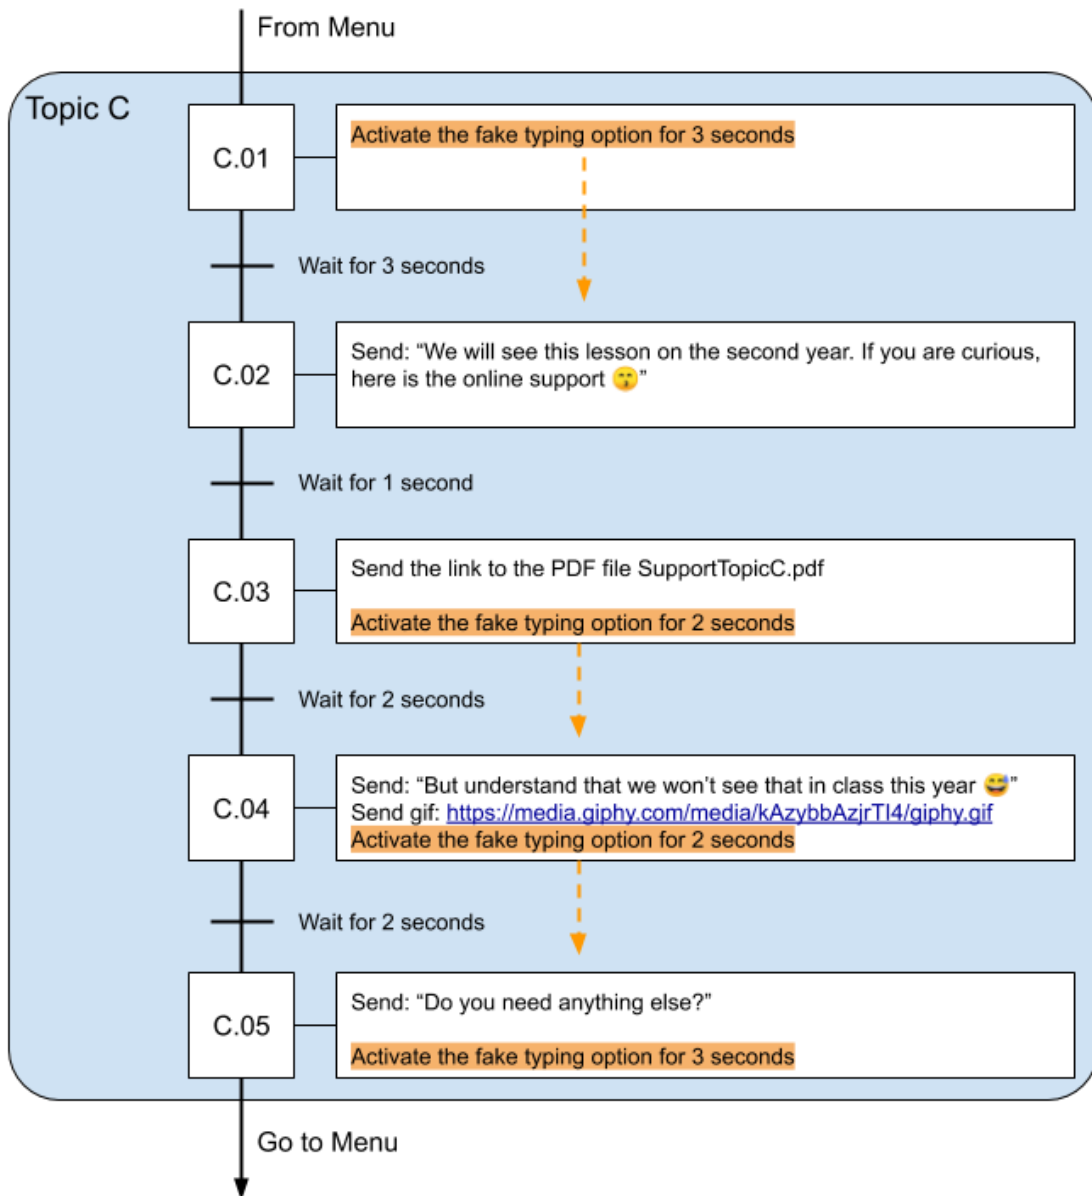 From Menu
Topic C
C.01
Activate the fake typing option for 3 seconds
Wait for 3 seconds
C.02
Send: “We will see this lesson on the second year. If you are curious,
here is the online support 😙”
Wait for 1 second
C.03
Send the link to the PDF file SupportTopicC.pdf
Activate the fake typing option for 2 seconds
Wait for 2 seconds
C.04
Send: “But understand that we won’t see that in class this year 😅”
Send gif: https://media.giphy.com/media/kAzybbAzjrTI4/giphy.gif
Activate the fake typing option for 2 seconds
Wait for 2 seconds
C.05
Send: “Do you need anything else?”
Activate the fake typing option for 3 seconds
Go to Menu